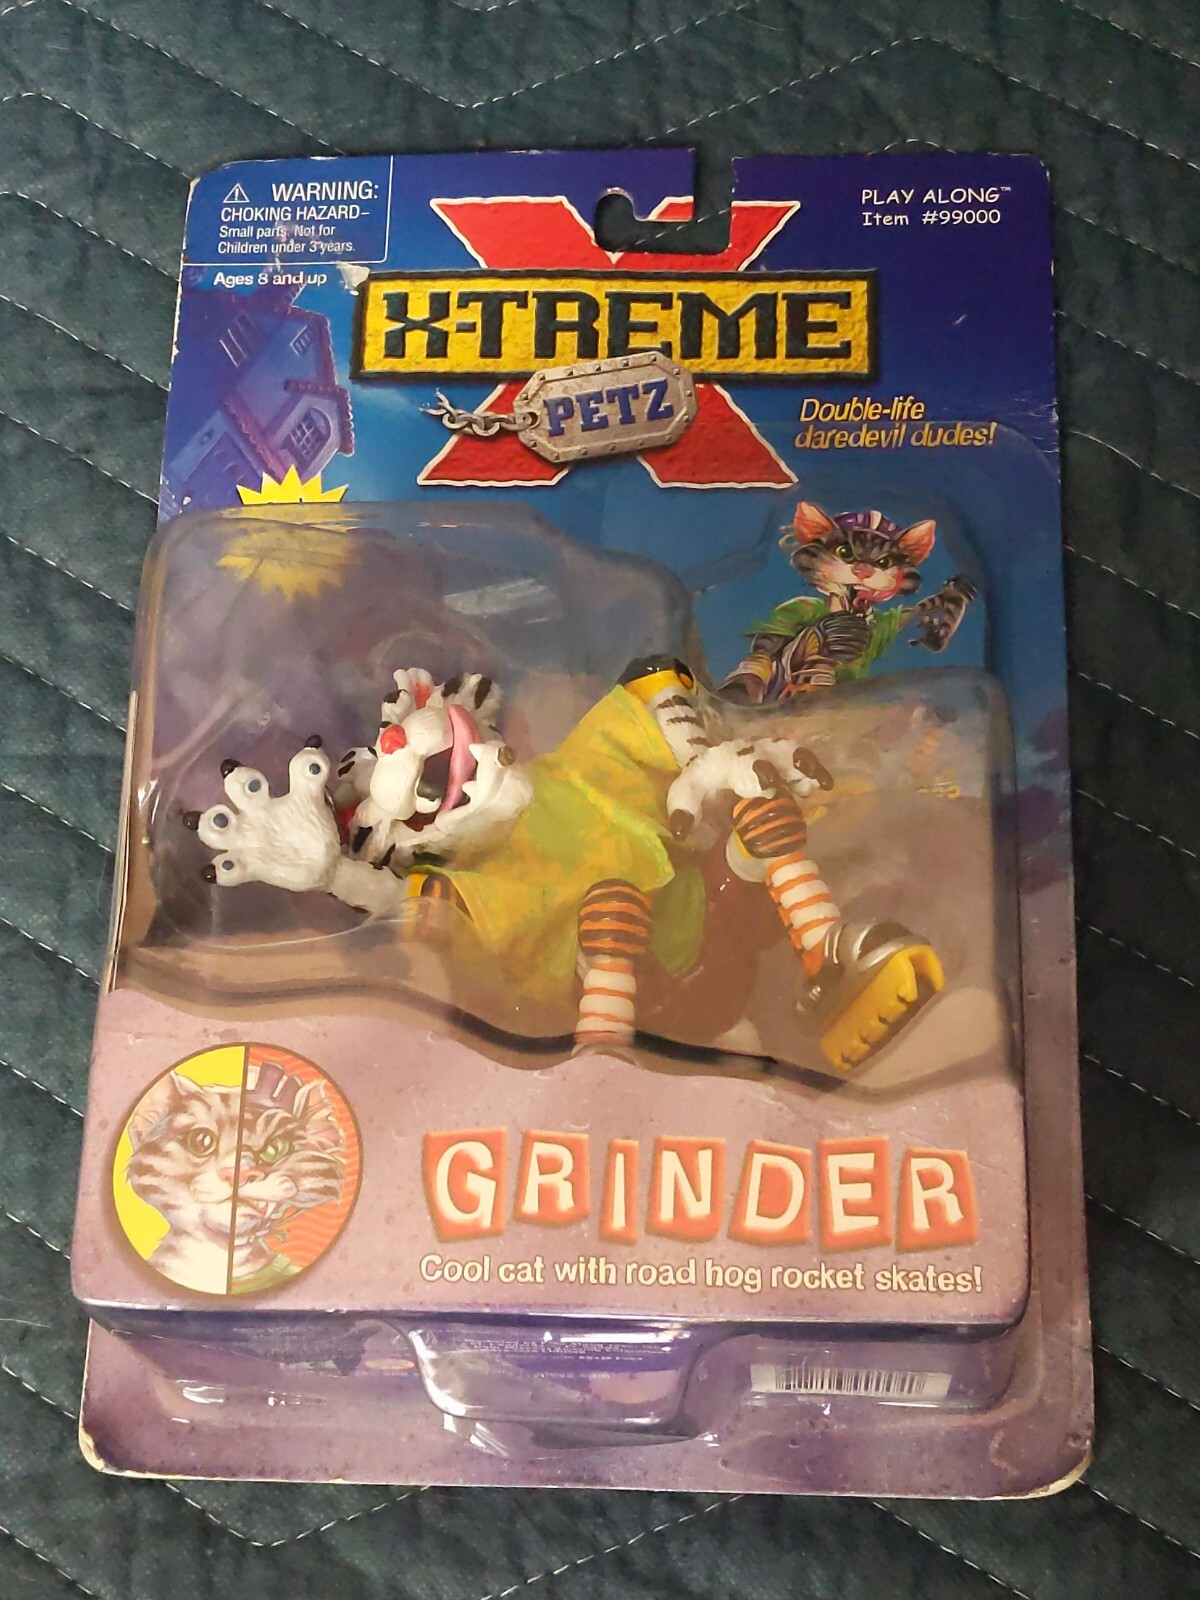 WARNING:
CHOKING HAZARD–
Small parts. Not for
Children under 3 years.
Ages 8 and up
PLAY ALONG™
Item #99000
X-TREME
PETZ
Double-life
daredevil dudes!
GRINDER
Cool cat with road hog rocket skates!